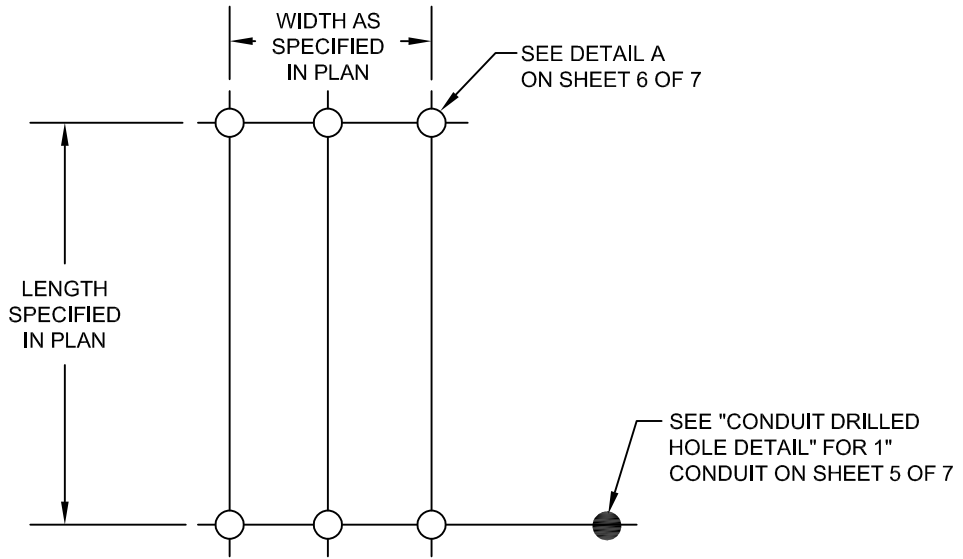 WIDTH AS
SPECIFIED
IN PLAN
SEE DETAIL A
ON SHEET 6 OF 7
LENGTH
SPECIFIED
IN PLAN
SEE "CONDUIT DRILLED
HOLE DETAIL" FOR 1"
CONDUIT ON SHEET 5 OF 7